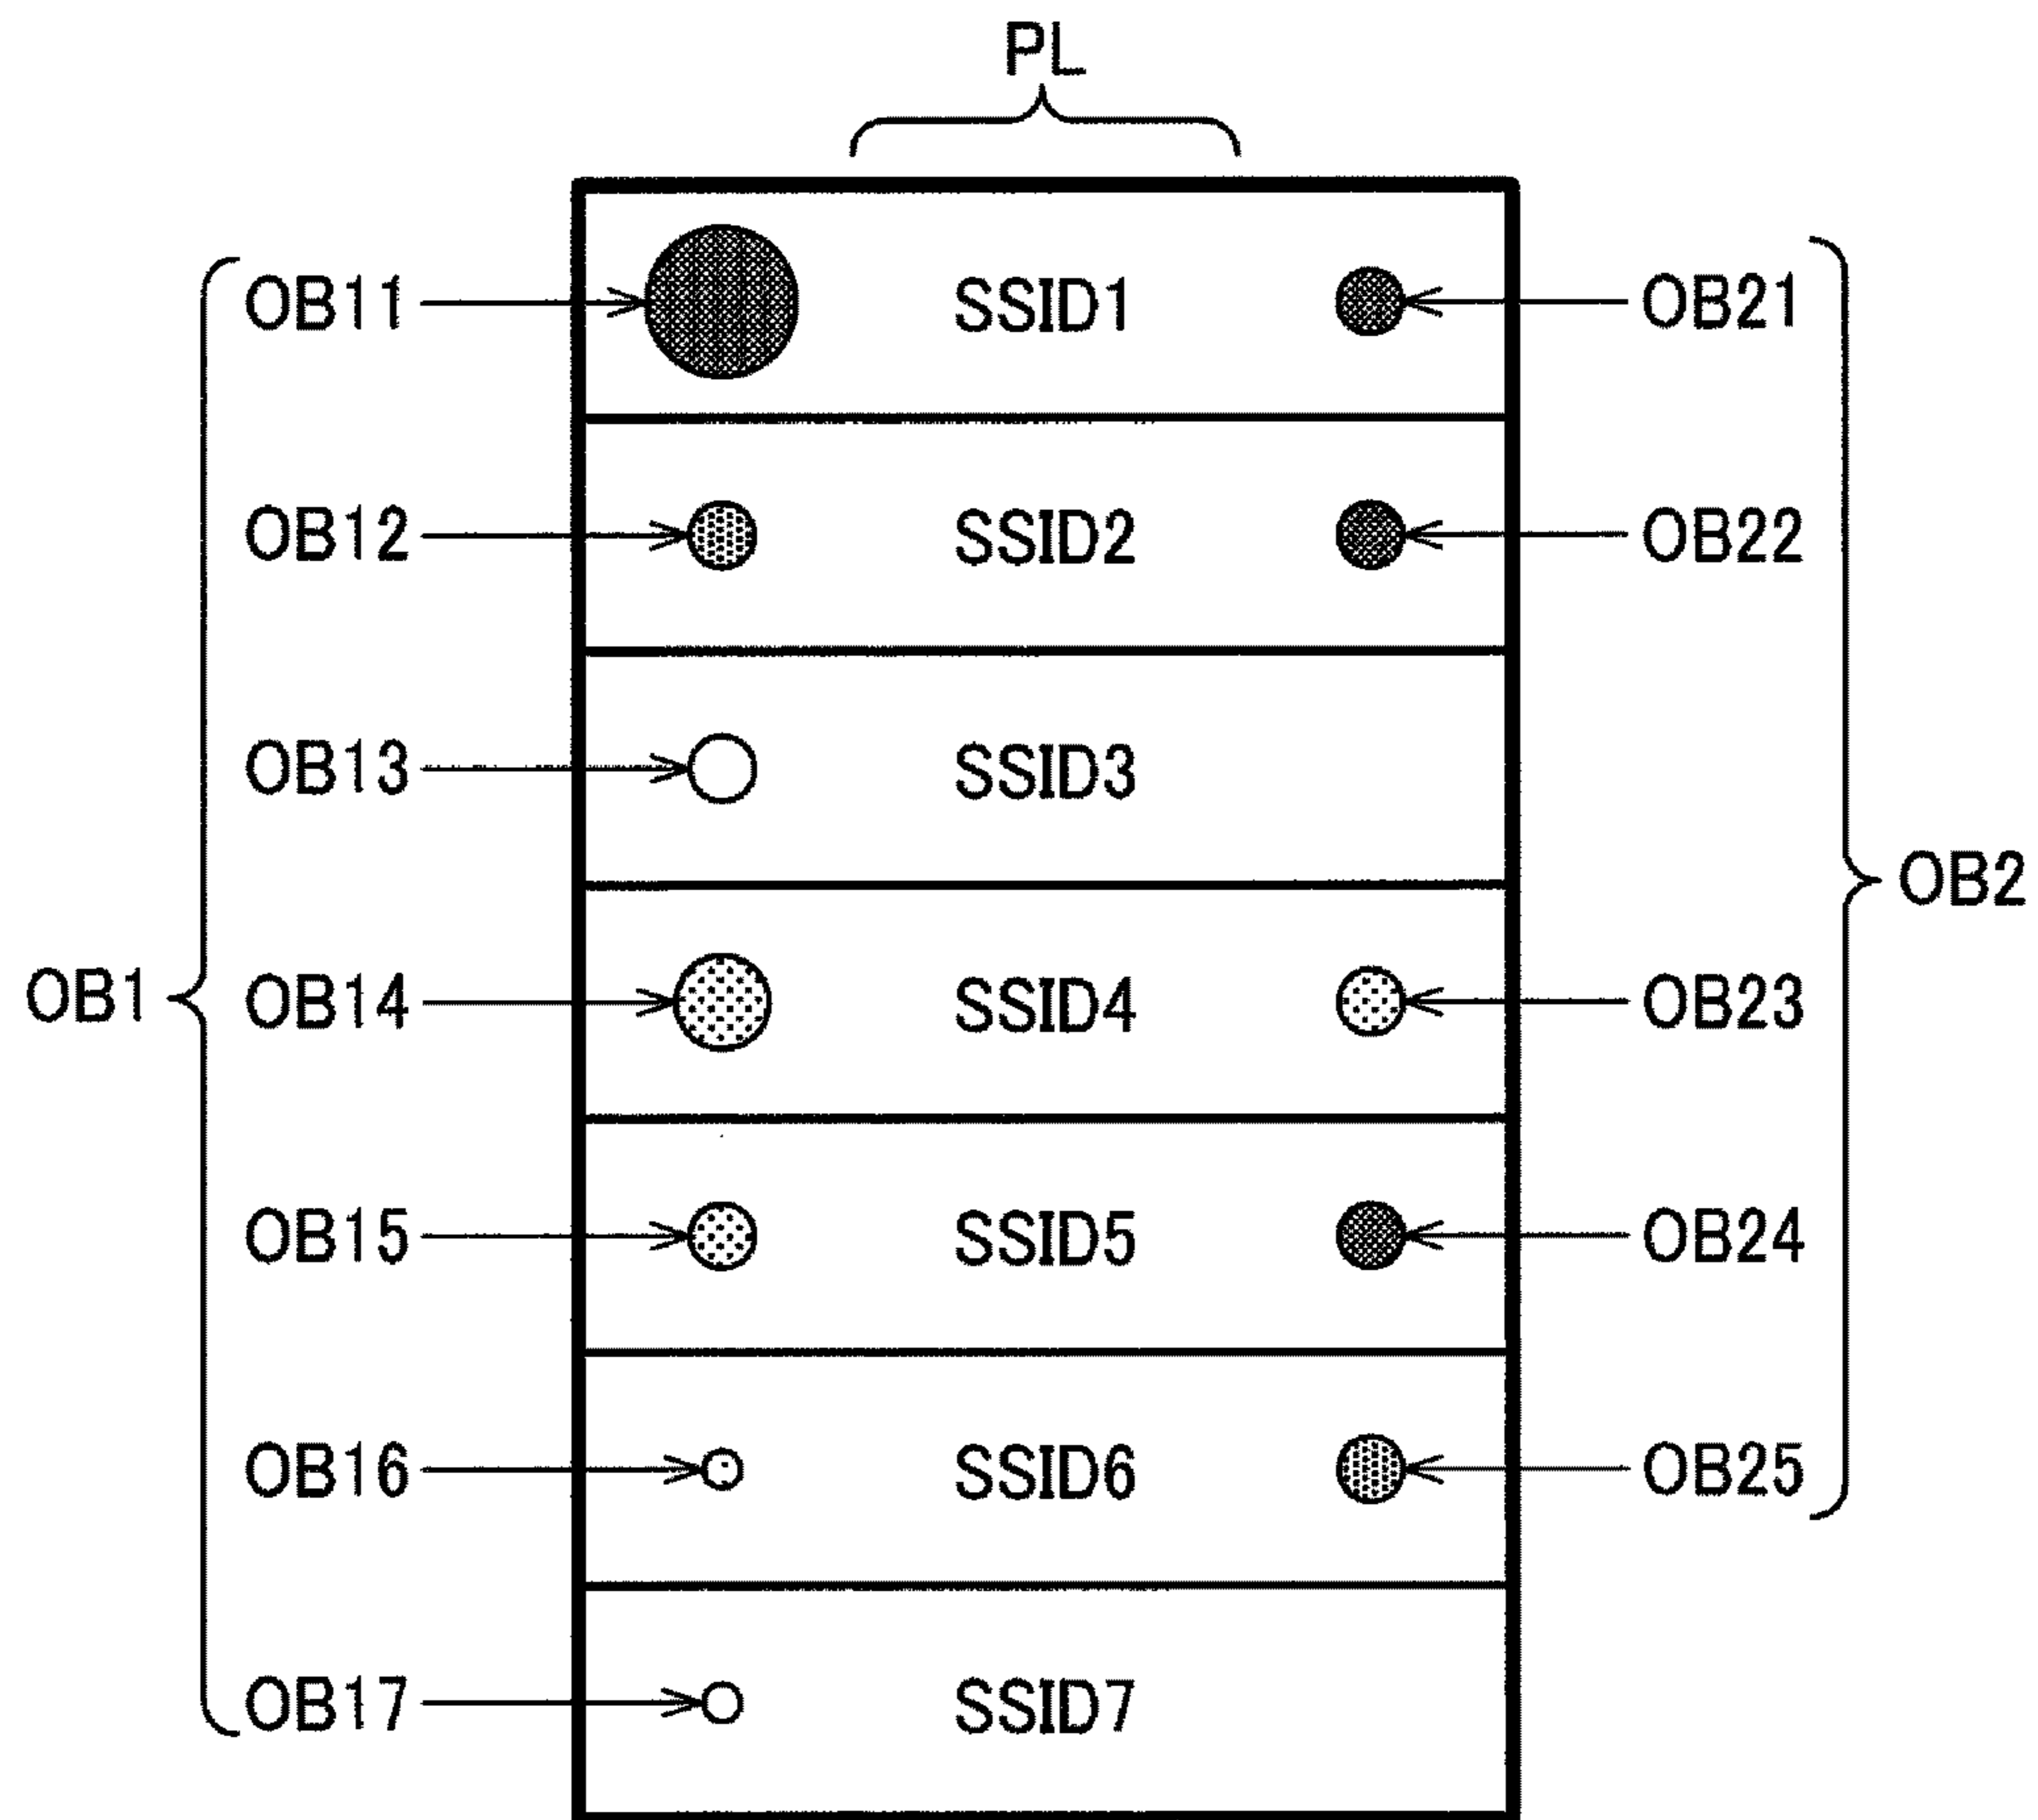 PL
OB11 SSID1 OB21
OB12 SSID2 OB22
OB13 SSID3
OB2
OB1 OB14 SSID4 OB23
OB15 SSID5 OB24
OB16 SSID6 OB25
OB17 SSID7